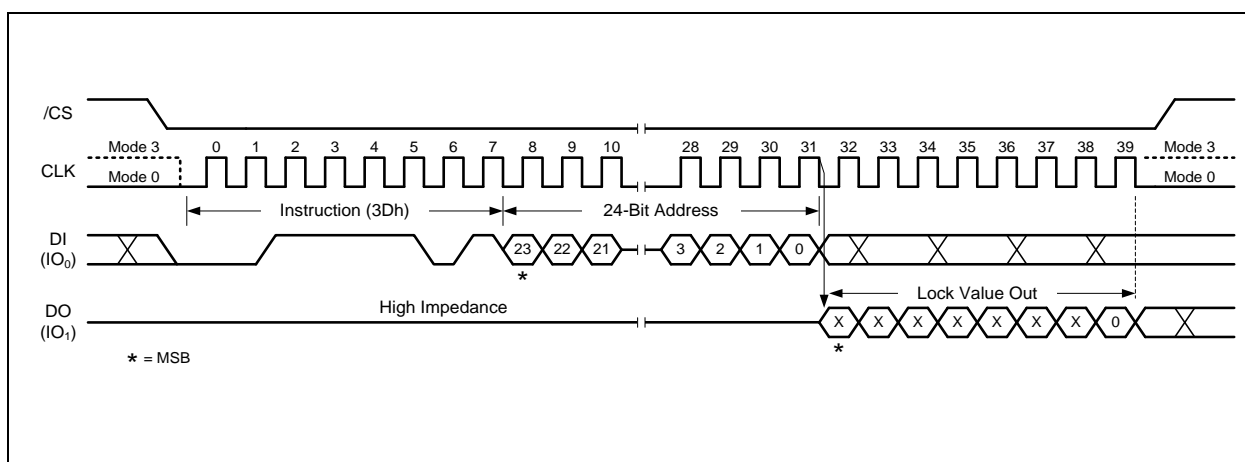 /CS
Mode 3 0 1 2 3 4 5 6 7 8 9 10 28 29 30 31 32 33 34 35 36 37 38 39 Mode 3
CLK
Mode 0 Mode 0
Instruction (3Dh) 24-Bit Address
DI
(IO₀)
23 22 21 3 2 1 0
*
High Impedance Lock Value Out
DO
(IO₁)
X X X X X X X 0
*
* = MSB